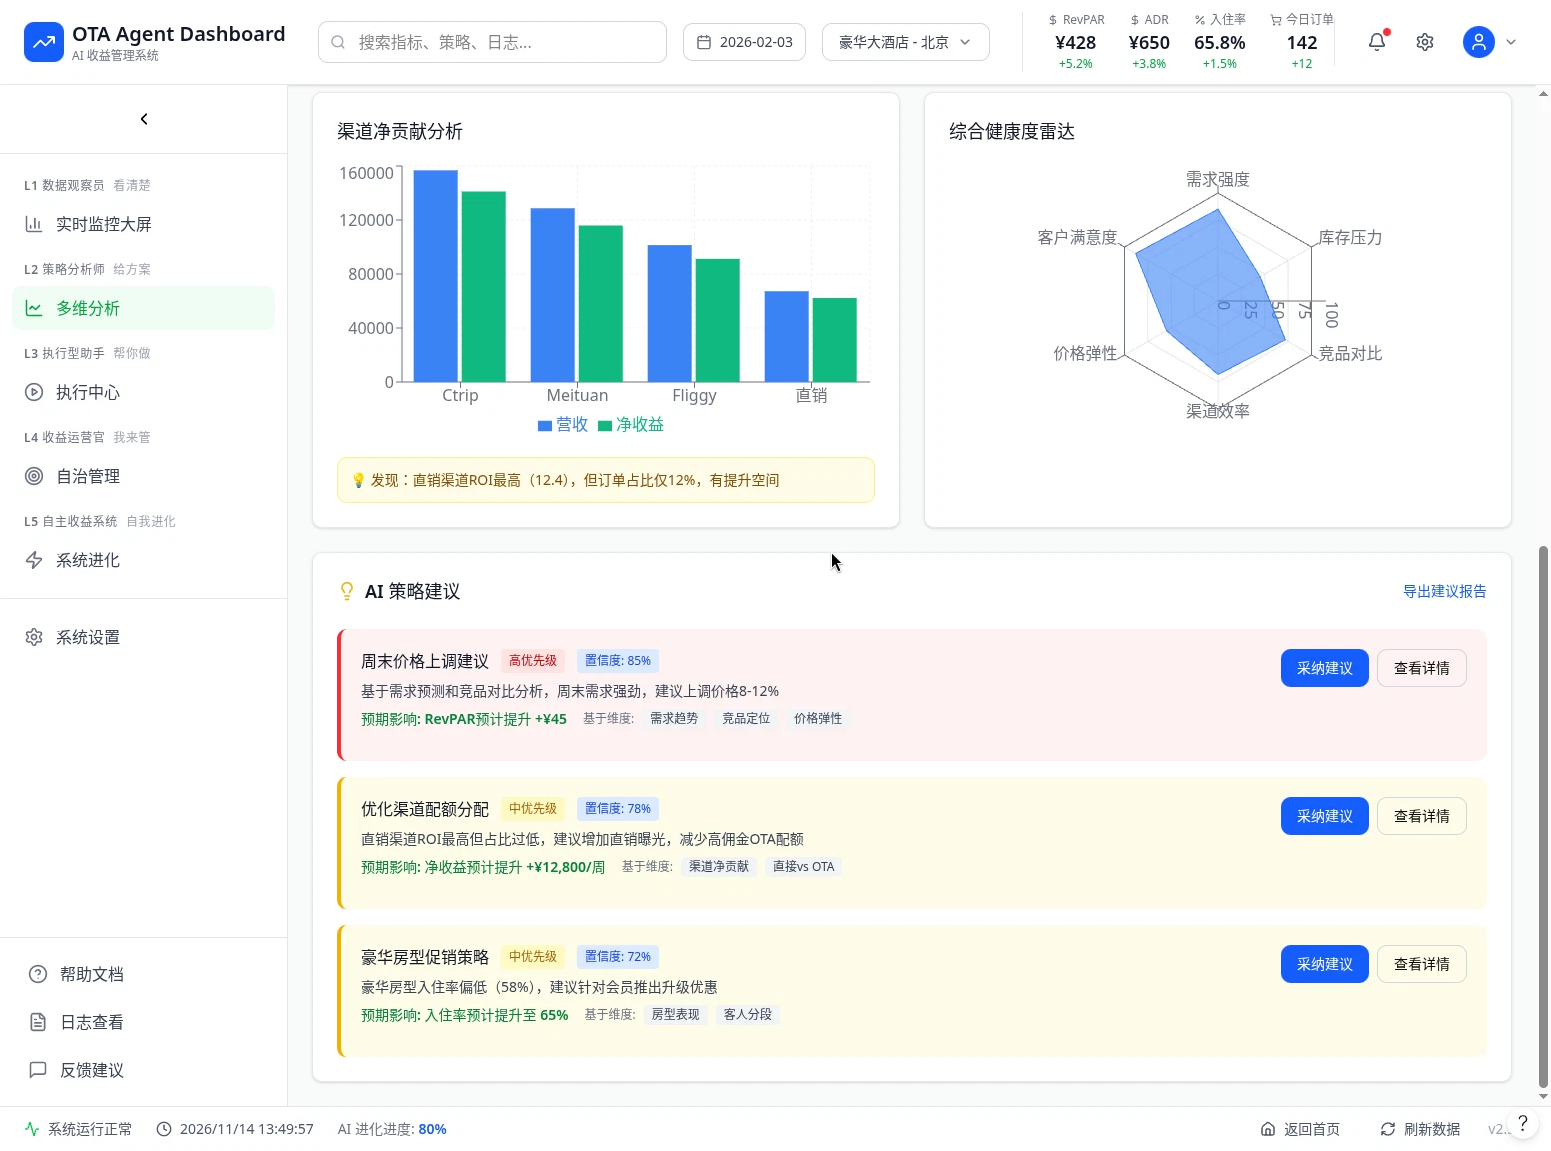 OTA Agent Dashboard
AI 收益管理系统
搜索指标、策略、日志...
2026-02-03
豪华大酒店 - 北京
RevPAR
¥428
+5.2%
ADR
¥650
+3.8%
入住率
65.8%
+1.5%
今日订单
142
+12
L1 数据观察员 看清楚
实时监控大屏
L2 策略分析师 给方案
多维分析
L3 执行型助手 帮你做
执行中心
L4 收益运营官 我来管
自治管理
L5 自主收益系统 自我进化
系统进化
系统设置
帮助文档
日志查看
反馈建议
渠道净贡献分析
160000
120000
80000
40000
0
Ctrip
Meituan
Fliggy
直销
营收 净收益
💡 发现：直销渠道ROI最高（12.4），但订单占比仅12%，有提升空间
综合健康度雷达
需求强度
库存压力
竞品对比
渠道效率
价格弹性
客户满意度
0
25
50
75
100
AI 策略建议
导出建议报告
周末价格上调建议 高优先级 置信度: 85%
基于需求预测和竞品对比分析，周末需求强劲，建议上调价格8-12%
预期影响: RevPAR预计提升 +¥45 基于维度: 需求趋势 竞品定位 价格弹性
采纳建议 查看详情
优化渠道配额分配 中优先级 置信度: 78%
直销渠道ROI最高但占比过低，建议增加直销曝光，减少高佣金OTA配额
预期影响: 净收益预计提升 +¥12,800/周 基于维度: 渠道净贡献 直接vs OTA
采纳建议 查看详情
豪华房型促销策略 中优先级 置信度: 72%
豪华房型入住率偏低（58%），建议针对会员推出升级优惠
预期影响: 入住率预计提升至 65% 基于维度: 房型表现 客人分段
采纳建议 查看详情
系统运行正常
2026/11/14 13:49:57
AI 进化进度: 80%
返回首页
刷新数据
v2.
?